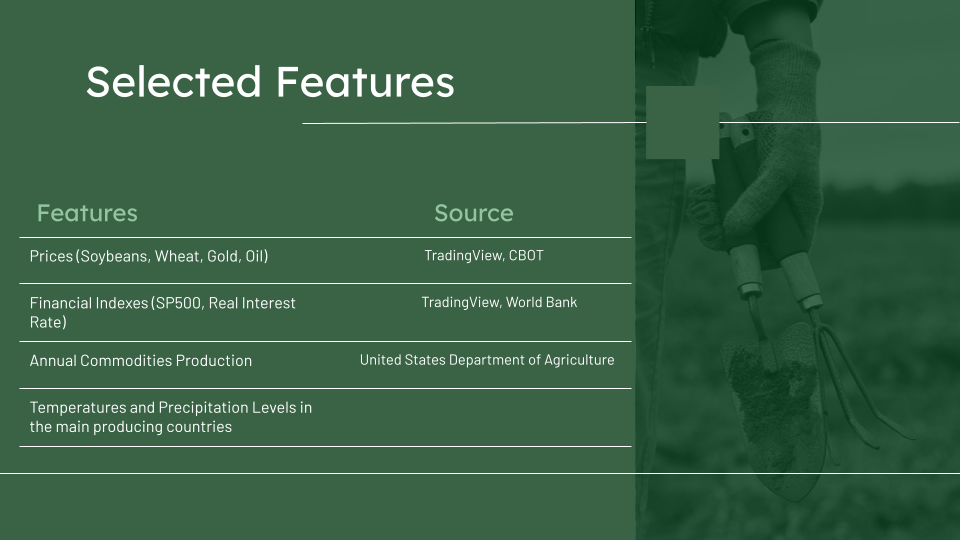 Selected Features
Features Source
Prices (Soybeans, Wheat, Gold, Oil) TradingView, CBOT
Financial Indexes (SP500, Real Interest TradingView, World Bank
Rate)
Annual Commodities Production United States Department of Agriculture
Temperatures and Precipitation Levels in
the main producing countries